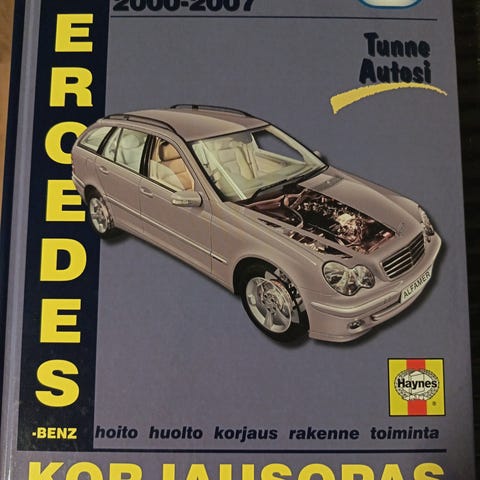 2000-2007
Tunne
Autosi
ERCEDES
-BENZ
ALFAMER
Haynes
®
hoito huolto korjaus rakenne toiminta
KORJAUSOPAS